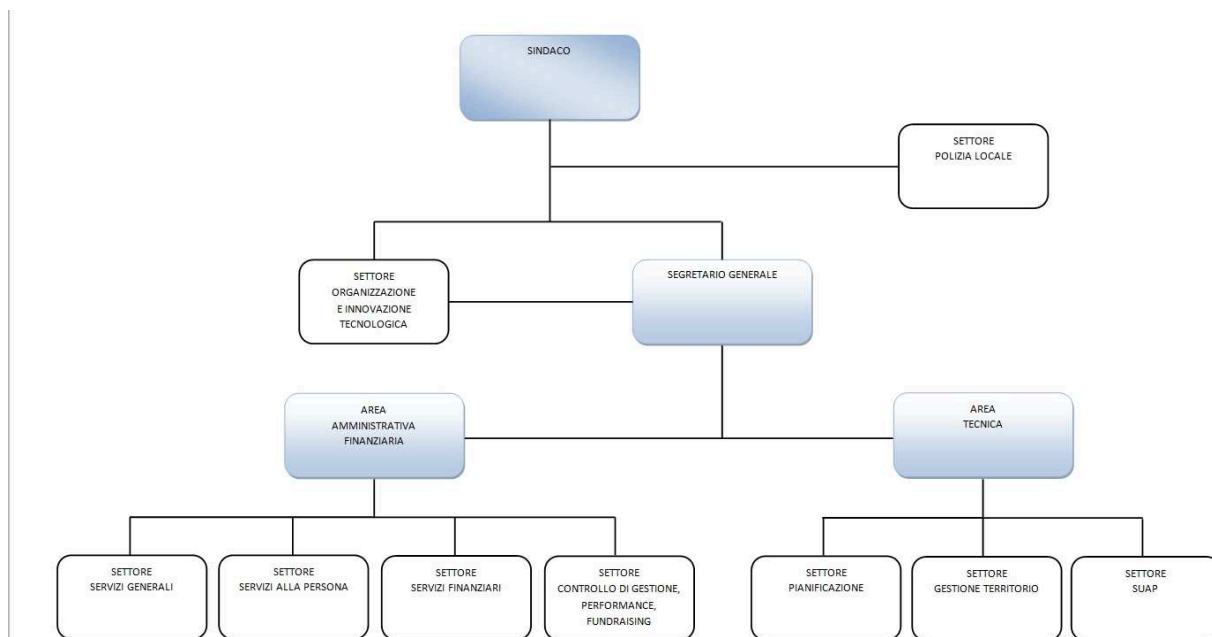 SINDACO
SETTORE
POLIZIA LOCALE
SETTORE
ORGANIZZAZIONE
E INNOVAZIONE
TECNOLOGICA
SEGRETARIO GENERALE
AREA
AMMINISTRATIVA
FINANZIARIA
AREA
TECNICA
SETTORE
SERVIZI GENERALI
SETTORE
SERVIZI ALLA PERSONA
SETTORE
SERVIZI FINANZIARI
SETTORE
CONTROLLO DI GESTIONE,
PERFORMANCE,
FUNDRAISING
SETTORE
PIANIFICAZIONE
SETTORE
GESTIONE TERRITORIO
SETTORE
SUAP